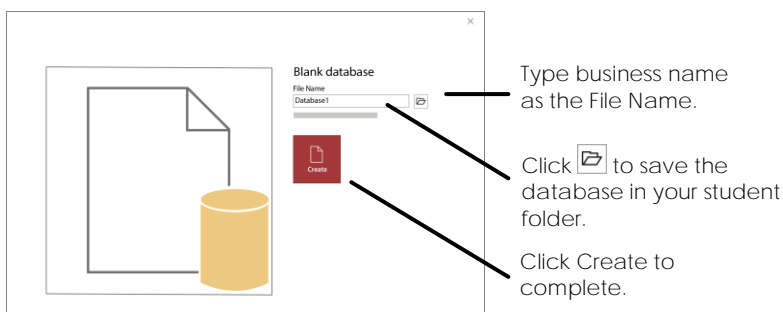 Blank database
File Name
Database1
Create
Type business name
as the File Name.
Click to save the
database in your student
folder.
Click Create to
complete.